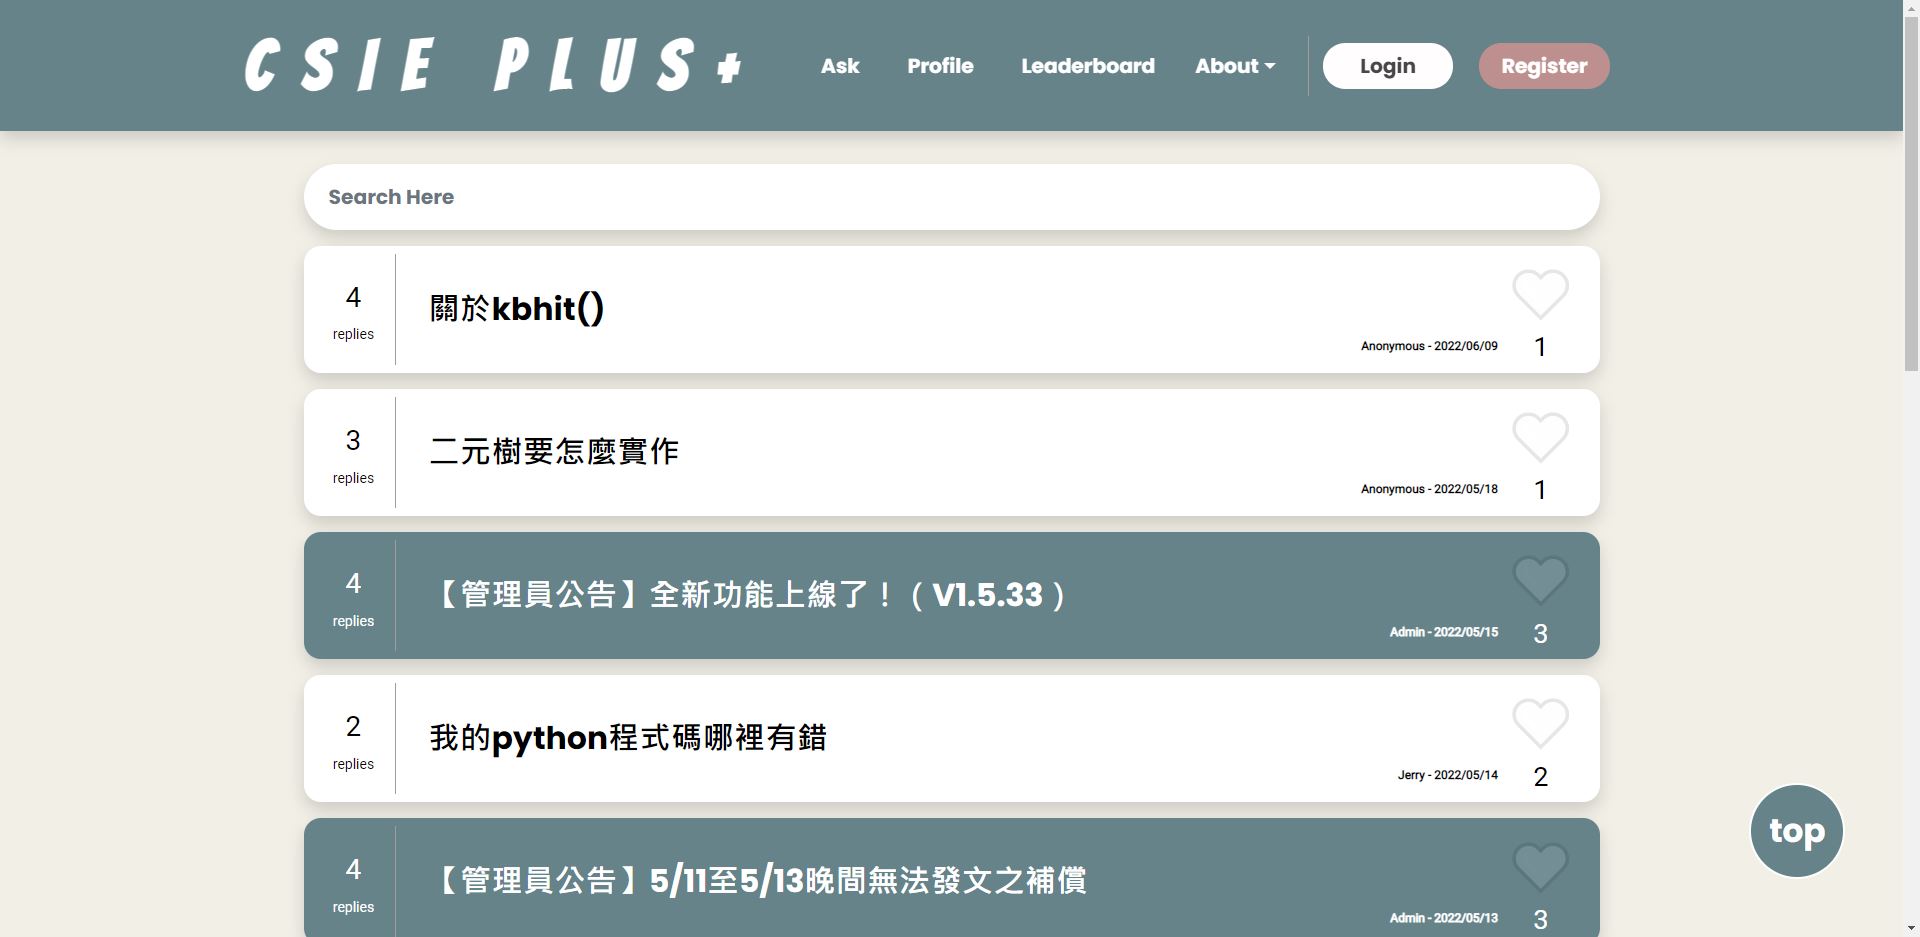 CSIE PLUS+
Ask Profile Leaderboard About Login Register
Search Here
4
replies
關於kbhit()
Anonymous - 2022/06/09
1
3
replies
二元樹要怎麼實作
Anonymous - 2022/05/18
1
4
replies
【管理員公告】全新功能上線了！（V1.5.33）
Admin - 2022/05/15
3
2
replies
我的python程式碼哪裡有錯
Jerry - 2022/05/14
2
4
replies
【管理員公告】5/11至5/13晚間無法發文之補償
Admin - 2022/05/13
3
top